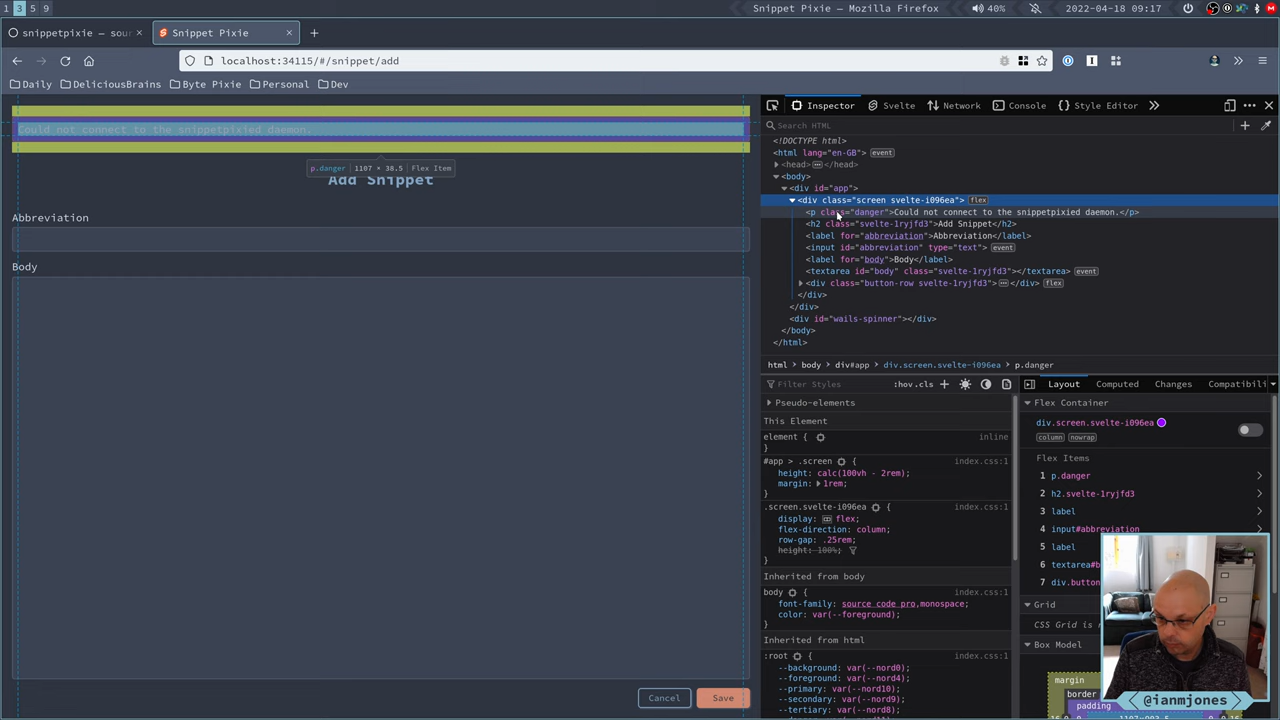 1 3 5 9
Snippet Pixie — Mozilla Firefox
40%
2022-04-18 09:17
snippetpixie — sour
Snippet Pixie
localhost:34115/#/snippet/add
Daily
DeliciousBrains
Byte Pixie
Personal
Dev
Could not connect to the snippetpixied daemon.
p.danger 1107 × 38.5 Flex Item
Add Snippet
Abbreviation
Body
Cancel
Save
Inspector
Svelte
Network
Console
Style Editor
Search HTML
<!DOCTYPE html>
<html lang="en-GB"> event
<head> </head>
<body>
<div id="app">
<div class="screen svelte-i096ea"> flex
<p class="danger">Could not connect to the snippetpixied daemon.</p>
<h2 class="svelte-1ryjfd3">Add Snippet</h2>
<label for="abbreviation">Abbreviation</label>
<input id="abbreviation" type="text"> event
<label for="body">Body</label>
<textarea id="body" class="svelte-1ryjfd3"></textarea> event
<div class="button-row svelte-1ryjfd3"> </div> flex
</div>
</div>
<div id="wails-spinner"></div>
</body>
</html>
html > body > div#app > div.screen.svelte-i096ea > p.danger
Filter Styles
:hov .cls
Pseudo-elements
This Element
element { inline
}
#app > .screen { index.css:1
height: calc(100vh - 2rem);
margin: 1rem;
}
.screen.svelte-i096ea { index.css:1
display: flex;
flex-direction: column;
row-gap: .25rem;
height: 100%;
}
Inherited from body
body { index.css:1
font-family: source code pro,monospace;
color: var(--foreground);
}
Inherited from html
:root { index.css:1
--background: var(--nord0);
--foreground: var(--nord4);
--primary: var(--nord10);
--secondary: var(--nord9);
--tertiary: var(--nord8);
Layout
Computed
Changes
Compatibili
Flex Container
div.screen.svelte-i096ea
column nowrap
Flex Items
1 p.danger
2 h2.svelte-1ryjfd3
3 label
4 input#abbreviation
5 label
6 textarea#b
7 div.button
Grid
CSS Grid is n
Box Model
margin
border
padding
@ianmjones